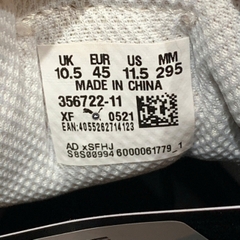 UK EUR US MM
10.5 45 11.5 295
MADE IN CHINA
356722-11
XF 0521
EAN:4055262714123
AD xSFHJ
S8S00994 6000061779_1